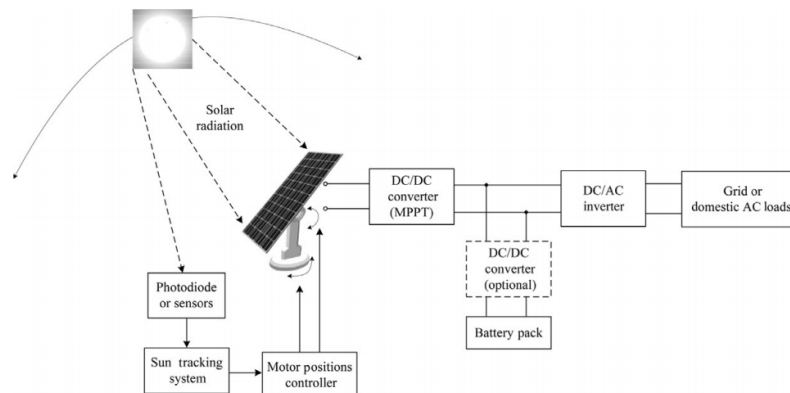 Solar
radiation
DC/DC
converter
(MPPT)
DC/AC
inverter
Grid or
domestic AC loads
DC/DC
converter
(optional)
Battery pack
Photodiode
or sensors
Sun tracking
system
Motor positions
controller